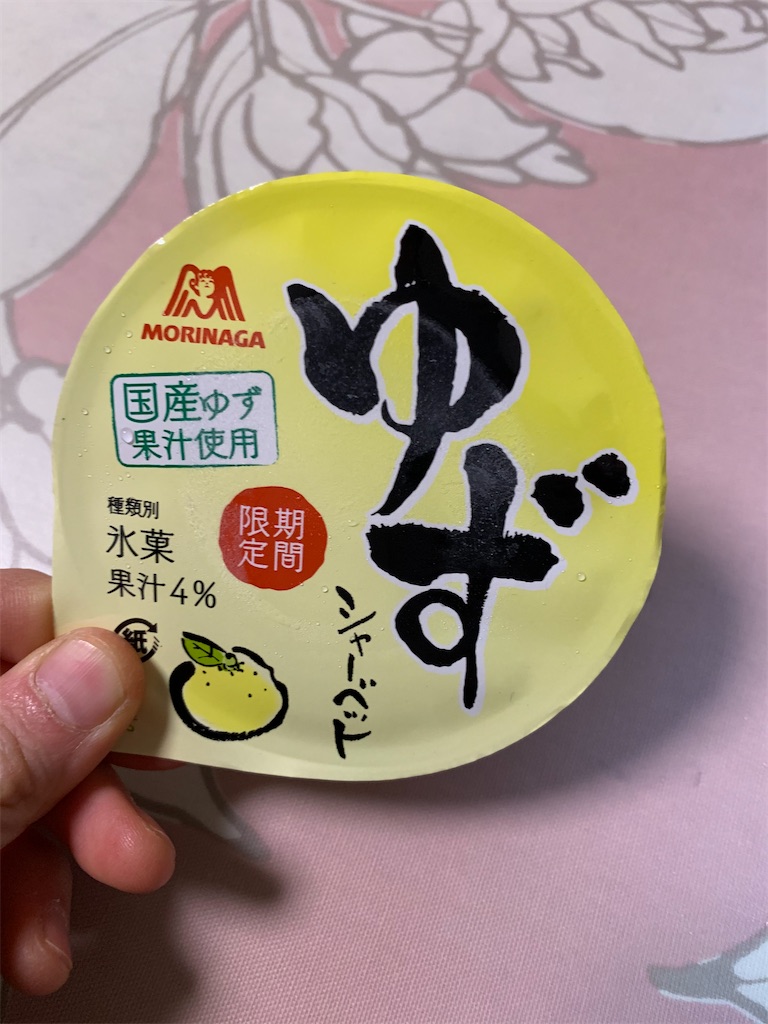 MORINAGA
国産ゆず
果汁使用
種類別
氷菓
果汁4%
期間
限定
ゆず
シャーベット
紙